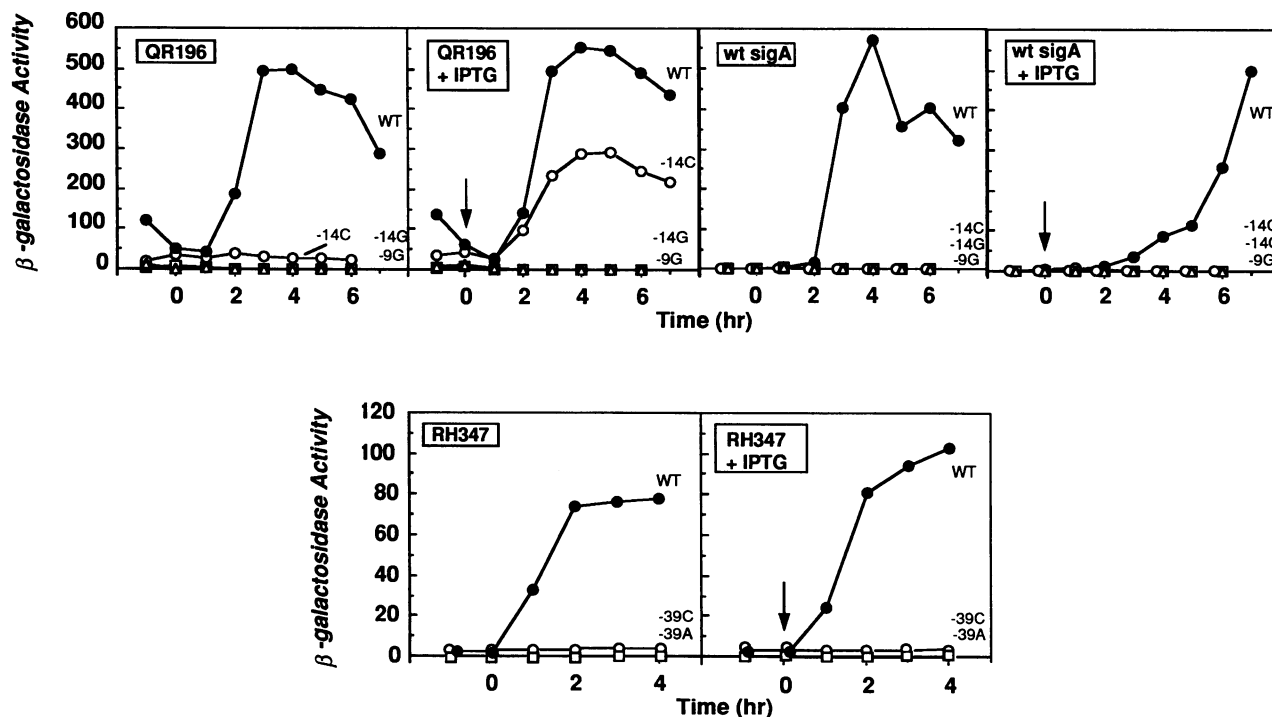 β-galactosidase Activity
600
500
400
300
200
100
0
QR196
WT
-14C
-14G
-9G
QR196
+ IPTG
WT
-14C
-14G
-9G
wt sigA
WT
-14C
-14G
-9G
wt sigA
+ IPTG
WT
-14C
-9G
0 2 4 6
0 2 4 6
0 2 4 6
0 2 4 6
Time (hr)
β-galactosidase Activity
120
100
80
60
40
20
0
RH347
WT
-39C
-39A
RH347
+ IPTG
WT
-39C
-39A
0 2 4
0 2 4
Time (hr)